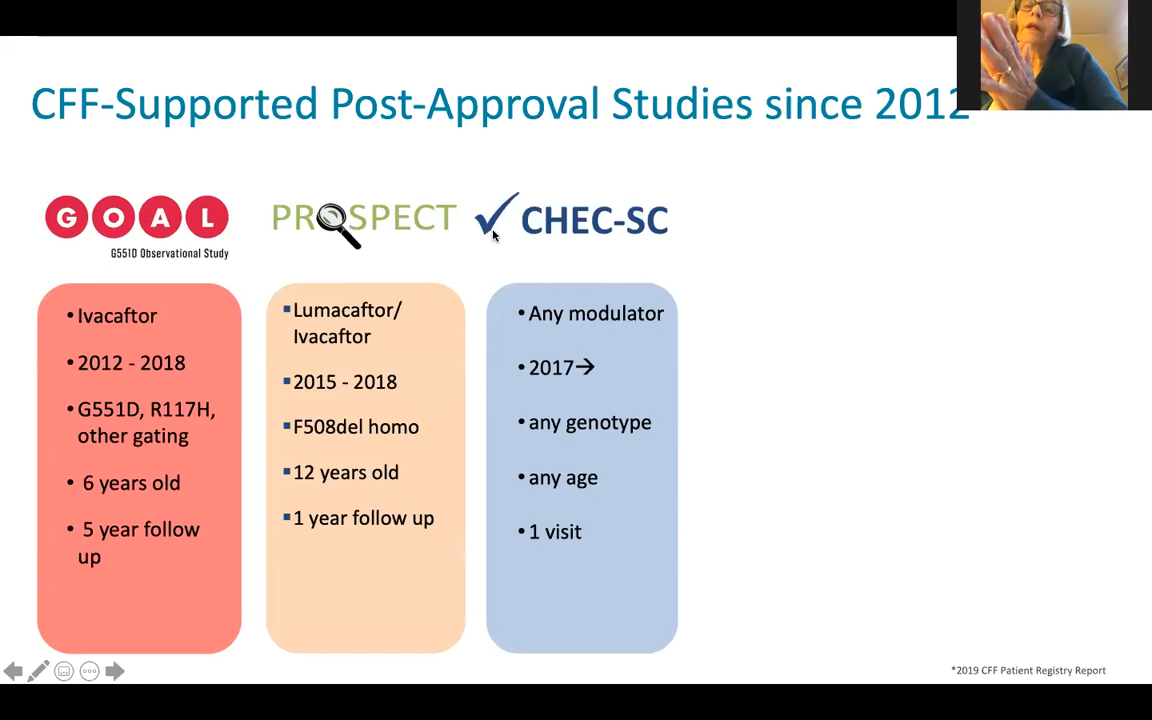 CFF-Supported Post-Approval Studies since 2012
GOAL
G551D Observational Study
PROSPECT
CHEC-SC
• Ivacaftor
• 2012 - 2018
• G551D, R117H,
other gating
• 6 years old
• 5 year follow
up
▪Lumacaftor/
Ivacaftor
▪2015 - 2018
▪F508del homo
▪12 years old
▪1 year follow up
• Any modulator
• 2017→
• any genotype
• any age
• 1 visit
*2019 CFF Patient Registry Report